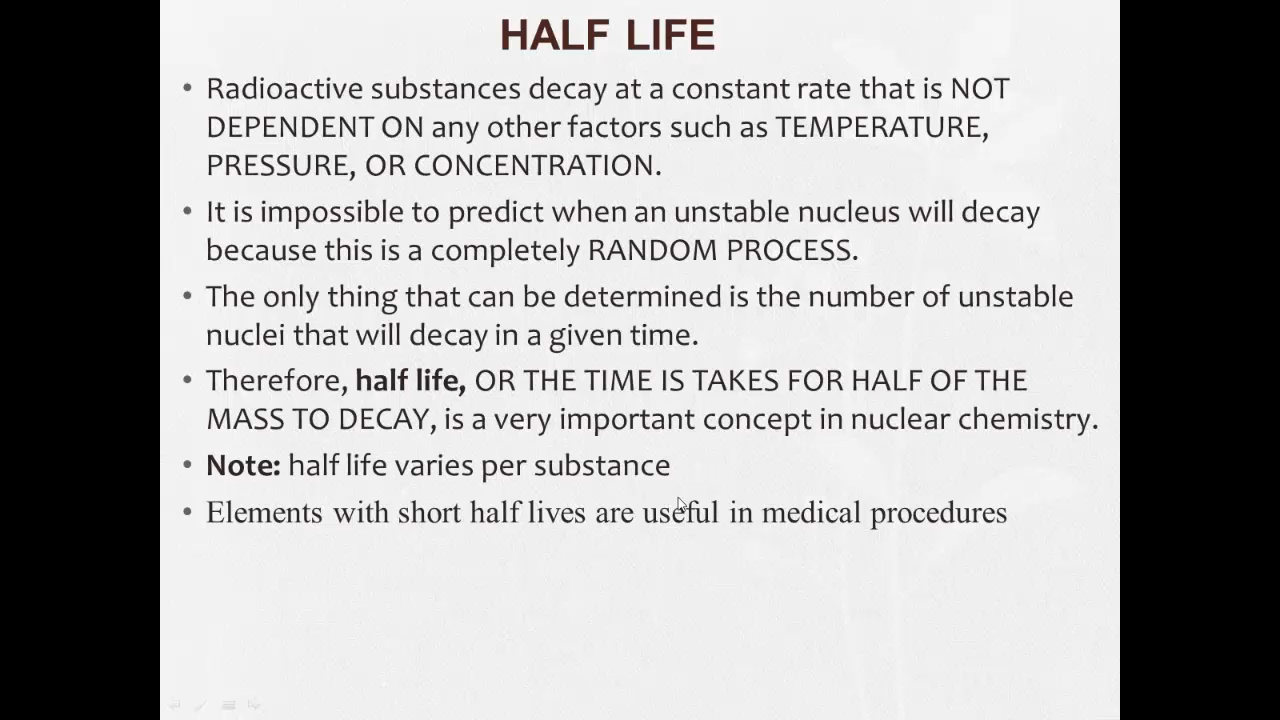 HALF LIFE
• Radioactive substances decay at a constant rate that is NOT
DEPENDENT ON any other factors such as TEMPERATURE,
PRESSURE, OR CONCENTRATION.
• It is impossible to predict when an unstable nucleus will decay
because this is a completely RANDOM PROCESS.
• The only thing that can be determined is the number of unstable
nuclei that will decay in a given time.
• Therefore, half life, OR THE TIME IS TAKES FOR HALF OF THE
MASS TO DECAY, is a very important concept in nuclear chemistry.
• Note: half life varies per substance
• Elements with short half lives are useful in medical procedures